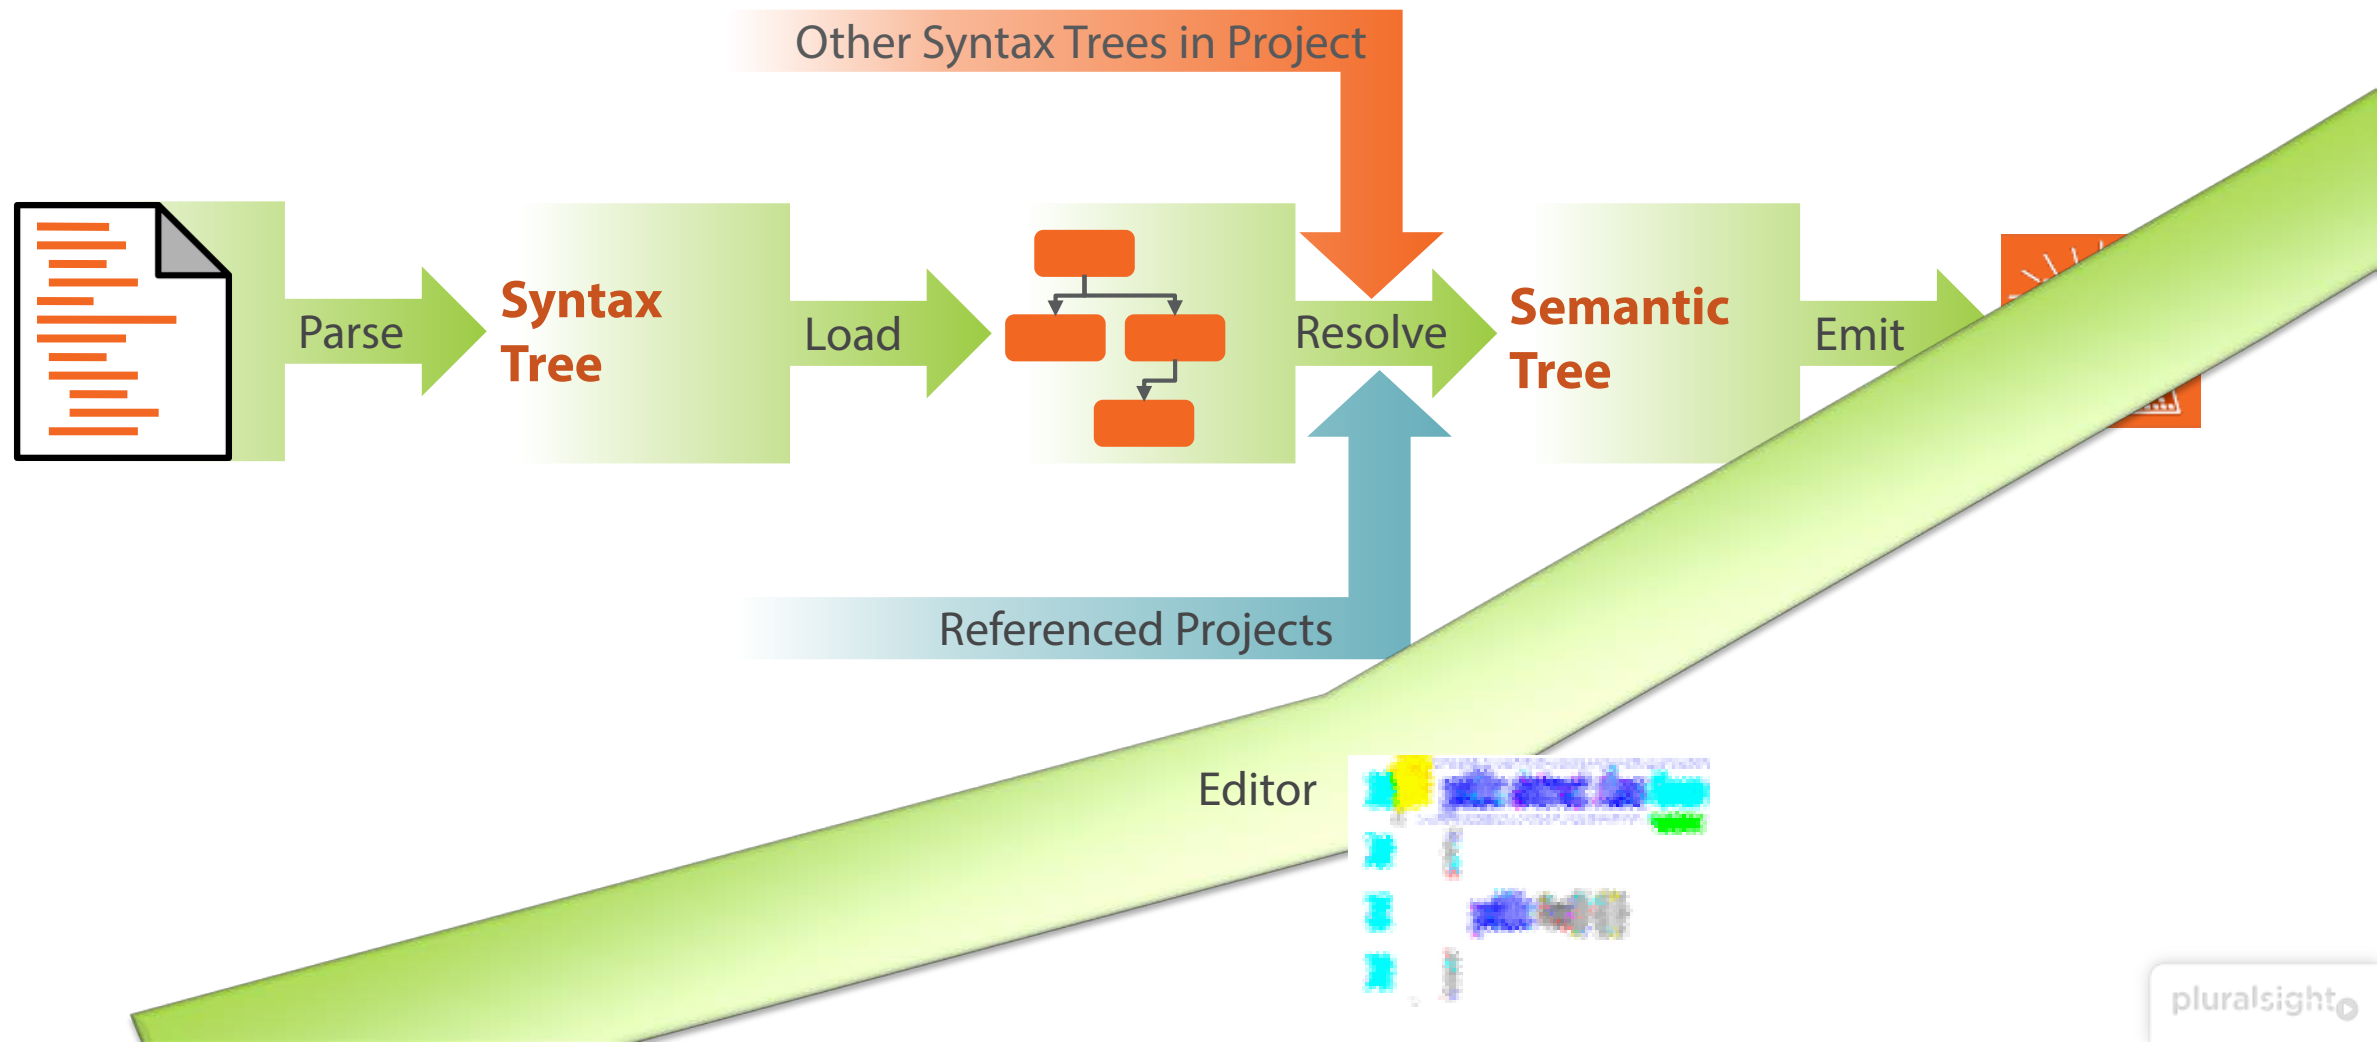 Other Syntax Trees in Project
Parse
Syntax
Tree
Load
Resolve
Semantic
Tree
Emit
Referenced Projects
Editor
pluralsight